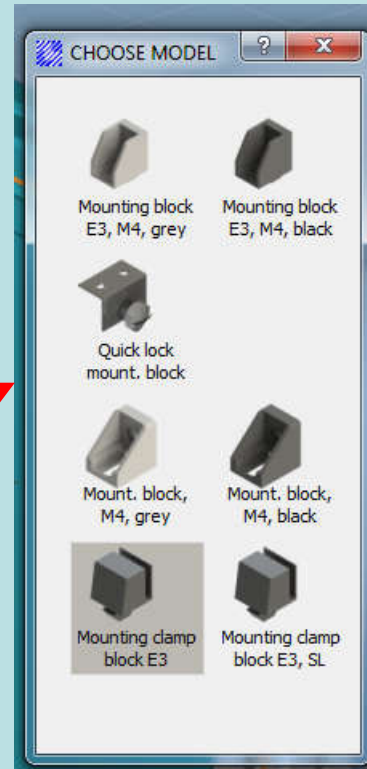 CHOOSE MODEL
?
X
Mounting block
E3, M4, grey
Mounting block
E3, M4, black
Quick lock
mount. block
Mount. block,
M4, grey
Mount. block,
M4, black
Mounting clamp
block E3
Mounting clamp
block E3, SL